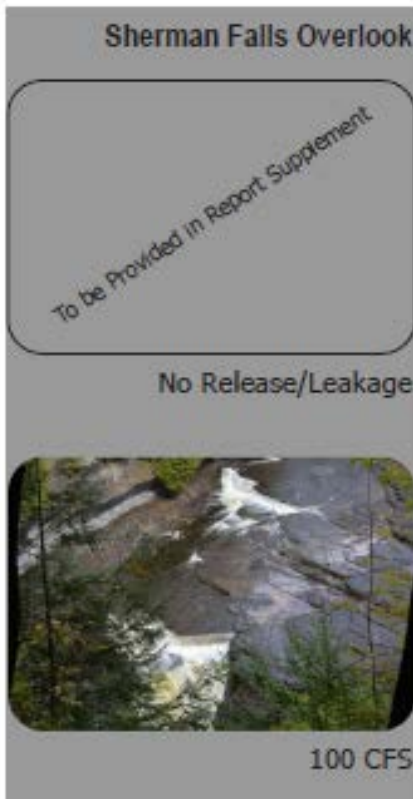 Sherman Falls Overlook
To be Provided in Report Supplement
No Release/Leakage
100 CFS